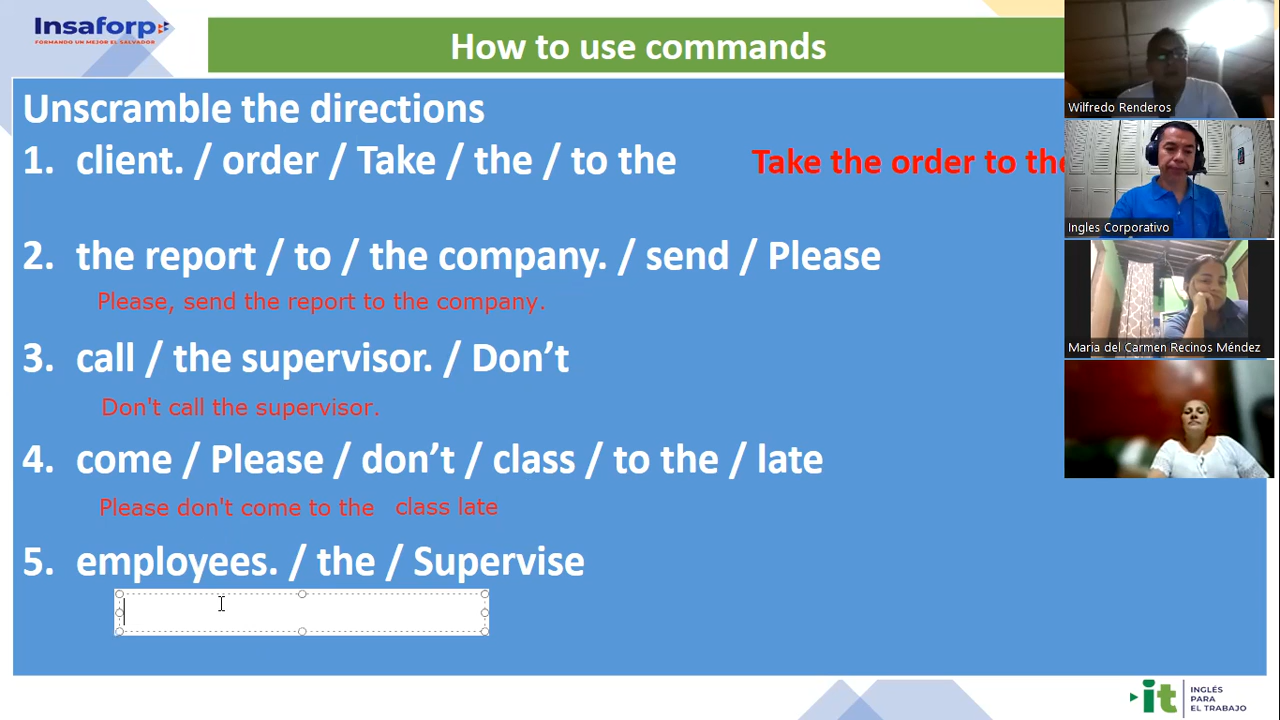 Insaforp
FORMANDO UN MEJOR EL SALVADOR
How to use commands
Unscramble the directions
1. client. / order / Take / the / to the
Take the order to the
2. the report / to / the company. / send / Please
Please, send the report to the company.
3. call / the supervisor. / Don’t
Don't call the supervisor.
4. come / Please / don’t / class / to the / late
Please don't come to the class late
5. employees. / the / Supervise
Wilfredo Renderos
Ingles Corporativo
Maria del Carmen Recinos Méndez
it
INGLÉS
PARA
EL TRABAJO